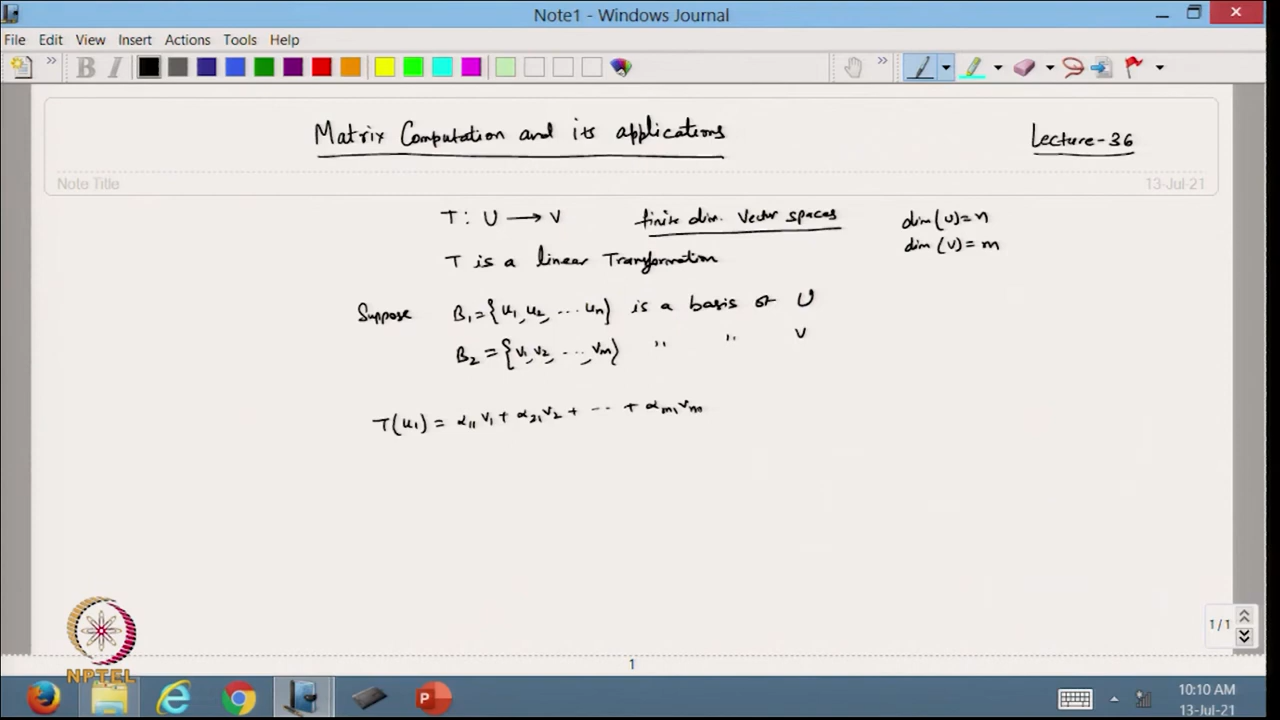 Note1 - Windows Journal
File Edit View Insert Actions Tools Help
Matrix Computation and its applications
Lecture-36
Note Title
13-Jul-21
T: U → V finite dim. Vector spaces dim(U)=n
dim(V)=m
T is a linear Transformation
Suppose B₁={u₁,u₂, ... uₙ} is a basis of U
B₂={v₁,v₂, ..., vₘ} " " V
T(u₁) = α₁₁v₁ + α₂₁v₂ + ... + αₘ₁vₘ
1/1
NPTEL
1
10:10 AM
13-Jul-21